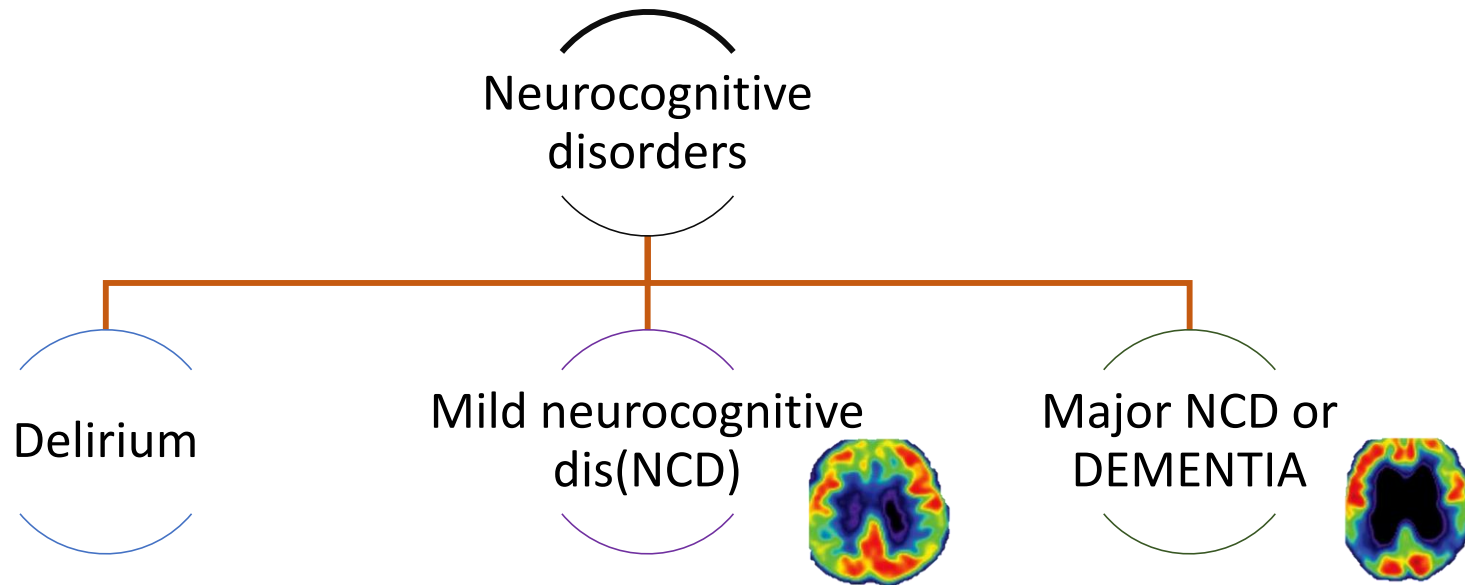 Neurocognitive
disorders
Delirium
Mild neurocognitive
dis(NCD)
Major NCD or
DEMENTIA